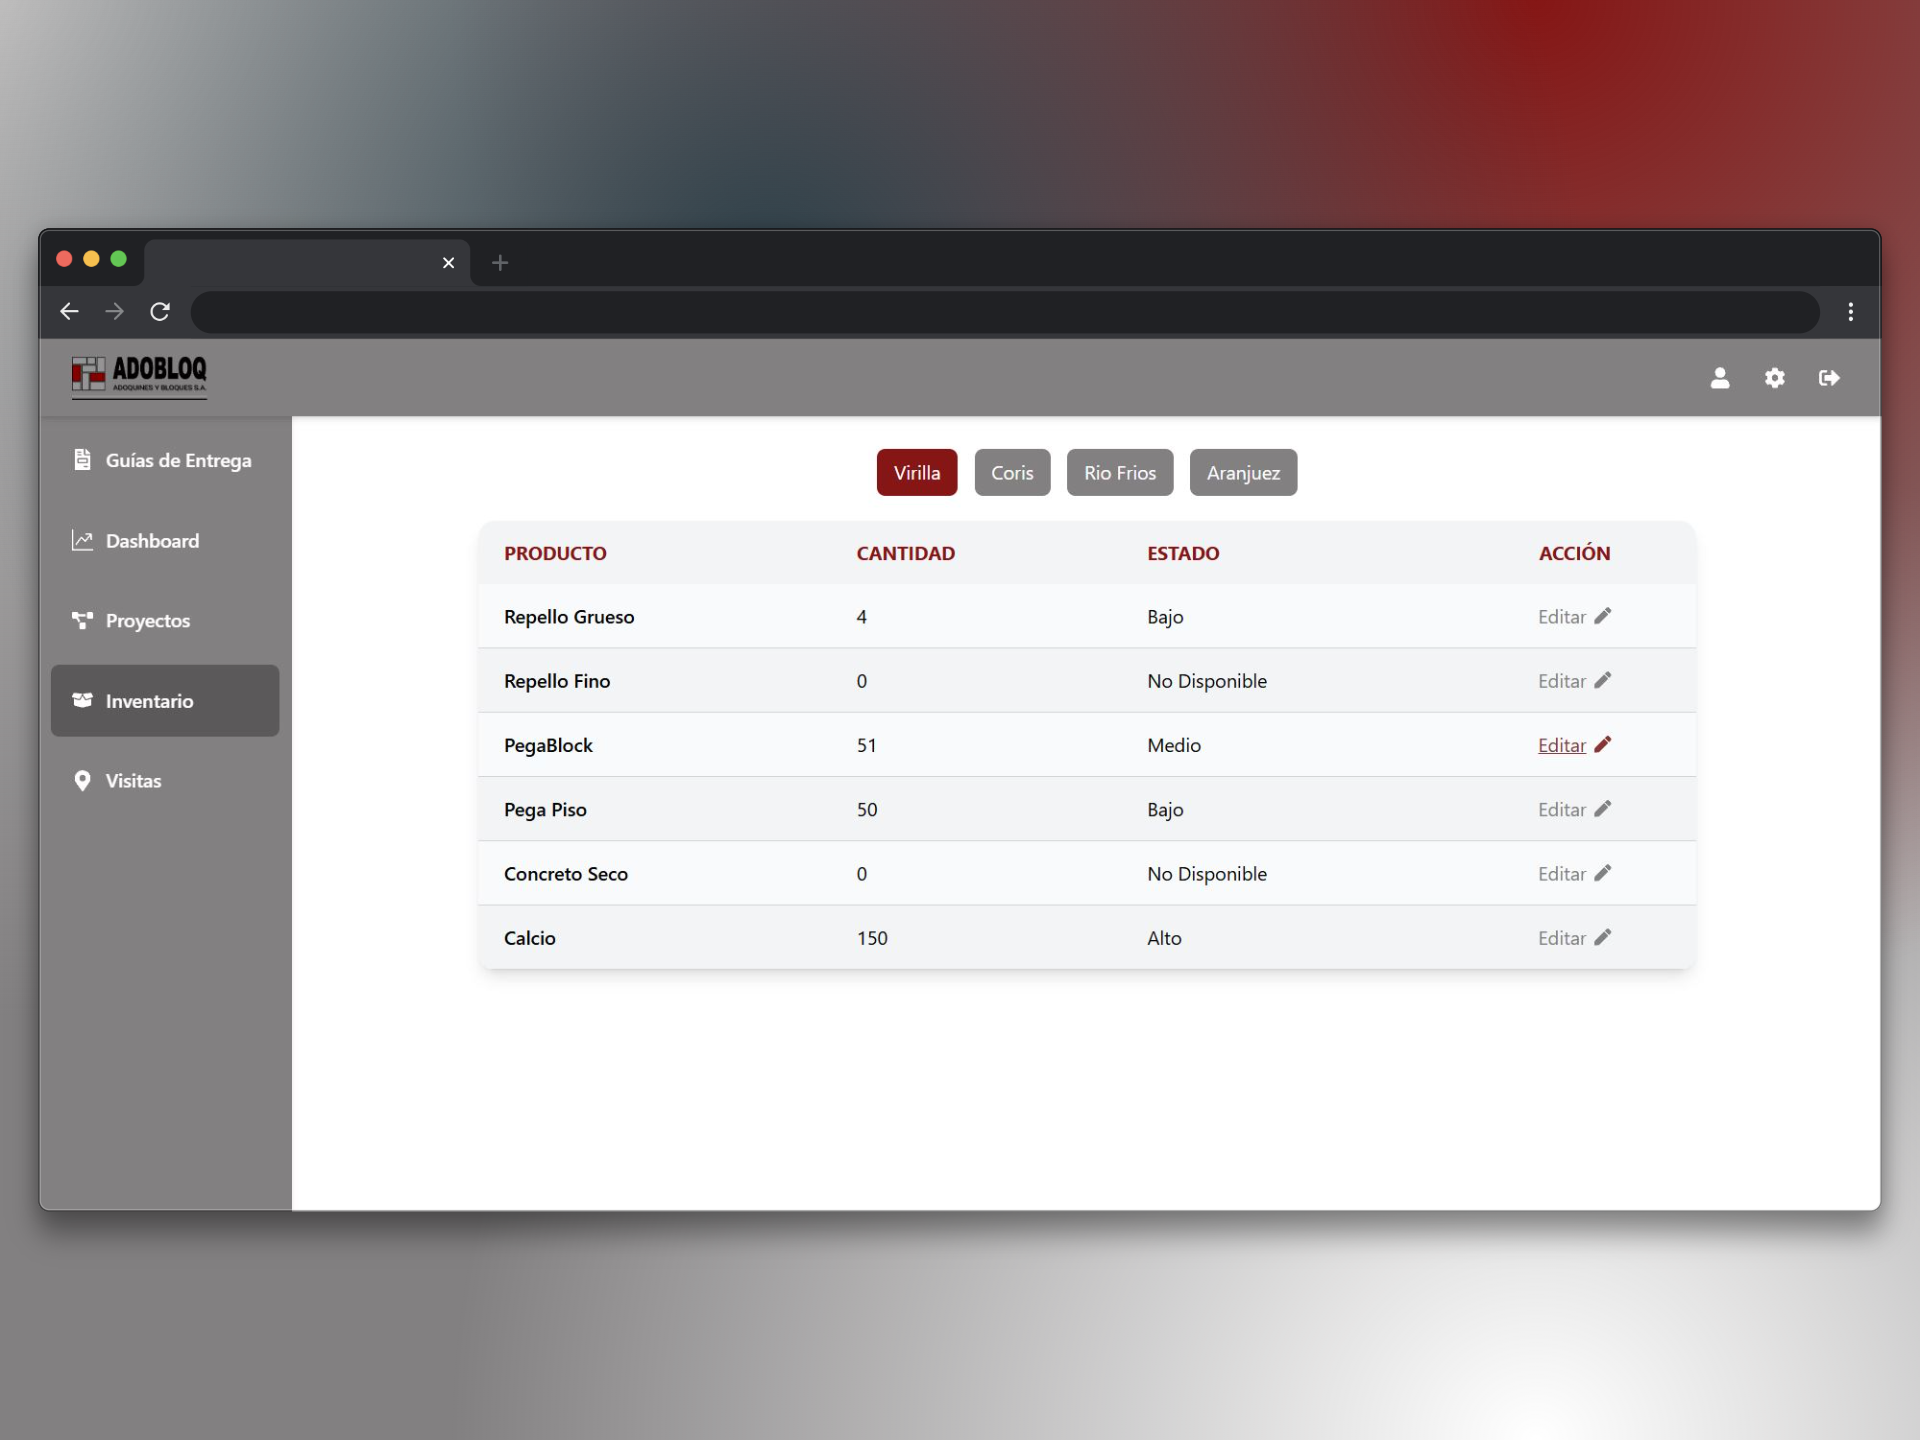 ADOBLOQ
ADOQUINES Y BLOQUES S.A.
Guías de Entrega
Dashboard
Proyectos
Inventario
Visitas
Virilla Coris Rio Frios Aranjuez
PRODUCTO CANTIDAD ESTADO ACCIÓN
Repello Grueso 4 Bajo Editar
Repello Fino 0 No Disponible Editar
PegaBlock 51 Medio Editar
Pega Piso 50 Bajo Editar
Concreto Seco 0 No Disponible Editar
Calcio 150 Alto Editar